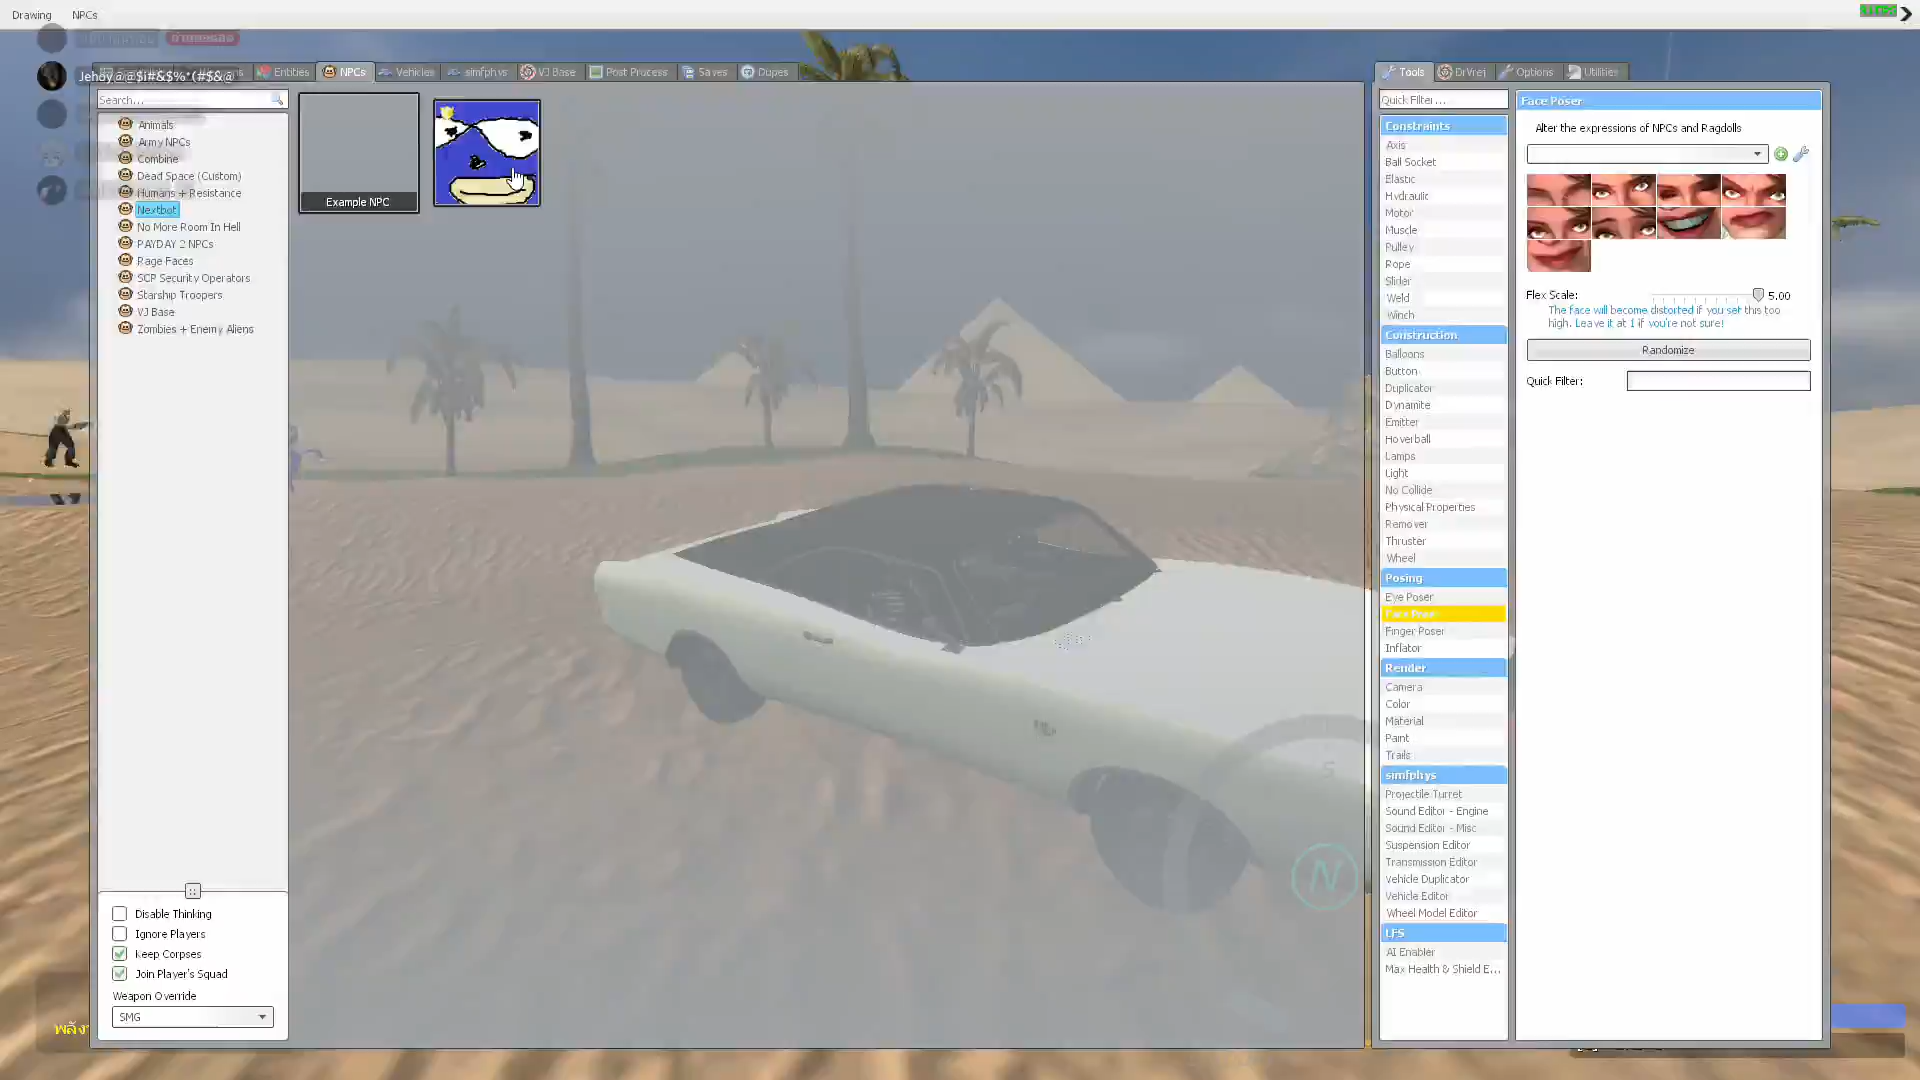 Drawing NPCs
Jehoy@@$i#&$%*(#$&@
Entities NPCs Vehicles simfphys VJ Base Post Process Saves Dupes
Search...
Animals
Army NPCs
Combine
Dead Space (Custom)
Humans + Resistance
Nextbot
No More Room In Hell
PAYDAY 2 NPCs
Rage Faces
SCP Security Operators
Starship Troopers
VJ Base
Zombies + Enemy Aliens
Disable Thinking
Ignore Players
Keep Corpses
Join Player's Squad
Weapon Override
SMG
Example NPC
N
Tools DrVrej Options Utilities
Quick Filter...
Constraints
Axis
Ball Socket
Elastic
Hydraulic
Motor
Muscle
Pulley
Rope
Slider
Weld
Winch
Construction
Balloons
Button
Duplicator
Dynamite
Emitter
Hoverball
Lamps
Light
No Collide
Physical Properties
Remover
Thruster
Wheel
Posing
Eye Poser
Face Poser
Finger Poser
Inflator
Render
Camera
Color
Material
Paint
Trails
simfphys
Projectile Turret
Sound Editor - Engine
Sound Editor - Misc
Suspension Editor
Transmission Editor
Vehicle Duplicator
Vehicle Editor
Wheel Model Editor
LFS
AI Enabler
Max Health & Shield E...
Face Poser
Alter the expressions of NPCs and Ragdolls
Flex Scale: 5.00
The face will become distorted if you set this too
high. Leave it at 1 if you're not sure!
Randomize
Quick Filter: